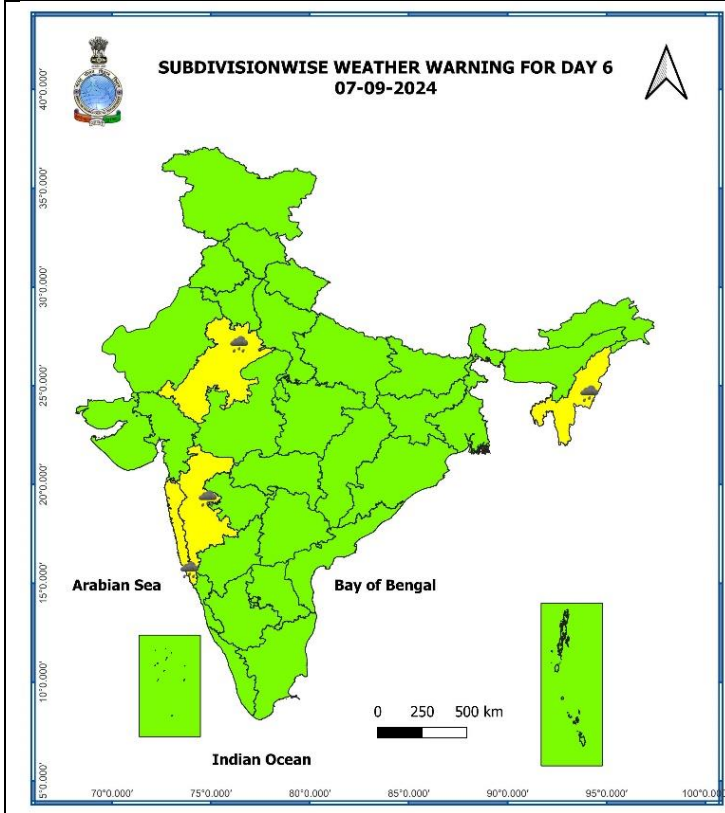 SUBDIVISIONWISE WEATHER WARNING FOR DAY 6
07-09-2024
40°0.000'
35°0.000'
30°0.000'
25°0.000'
20°0.000'
15°0.000'
10°0.000'
5°0.000'
Arabian Sea
Bay of Bengal
0 250 500 km
Indian Ocean
70°0.000' 75°0.000' 80°0.000' 85°0.000' 90°0.000' 95°0.000' 100°0.000